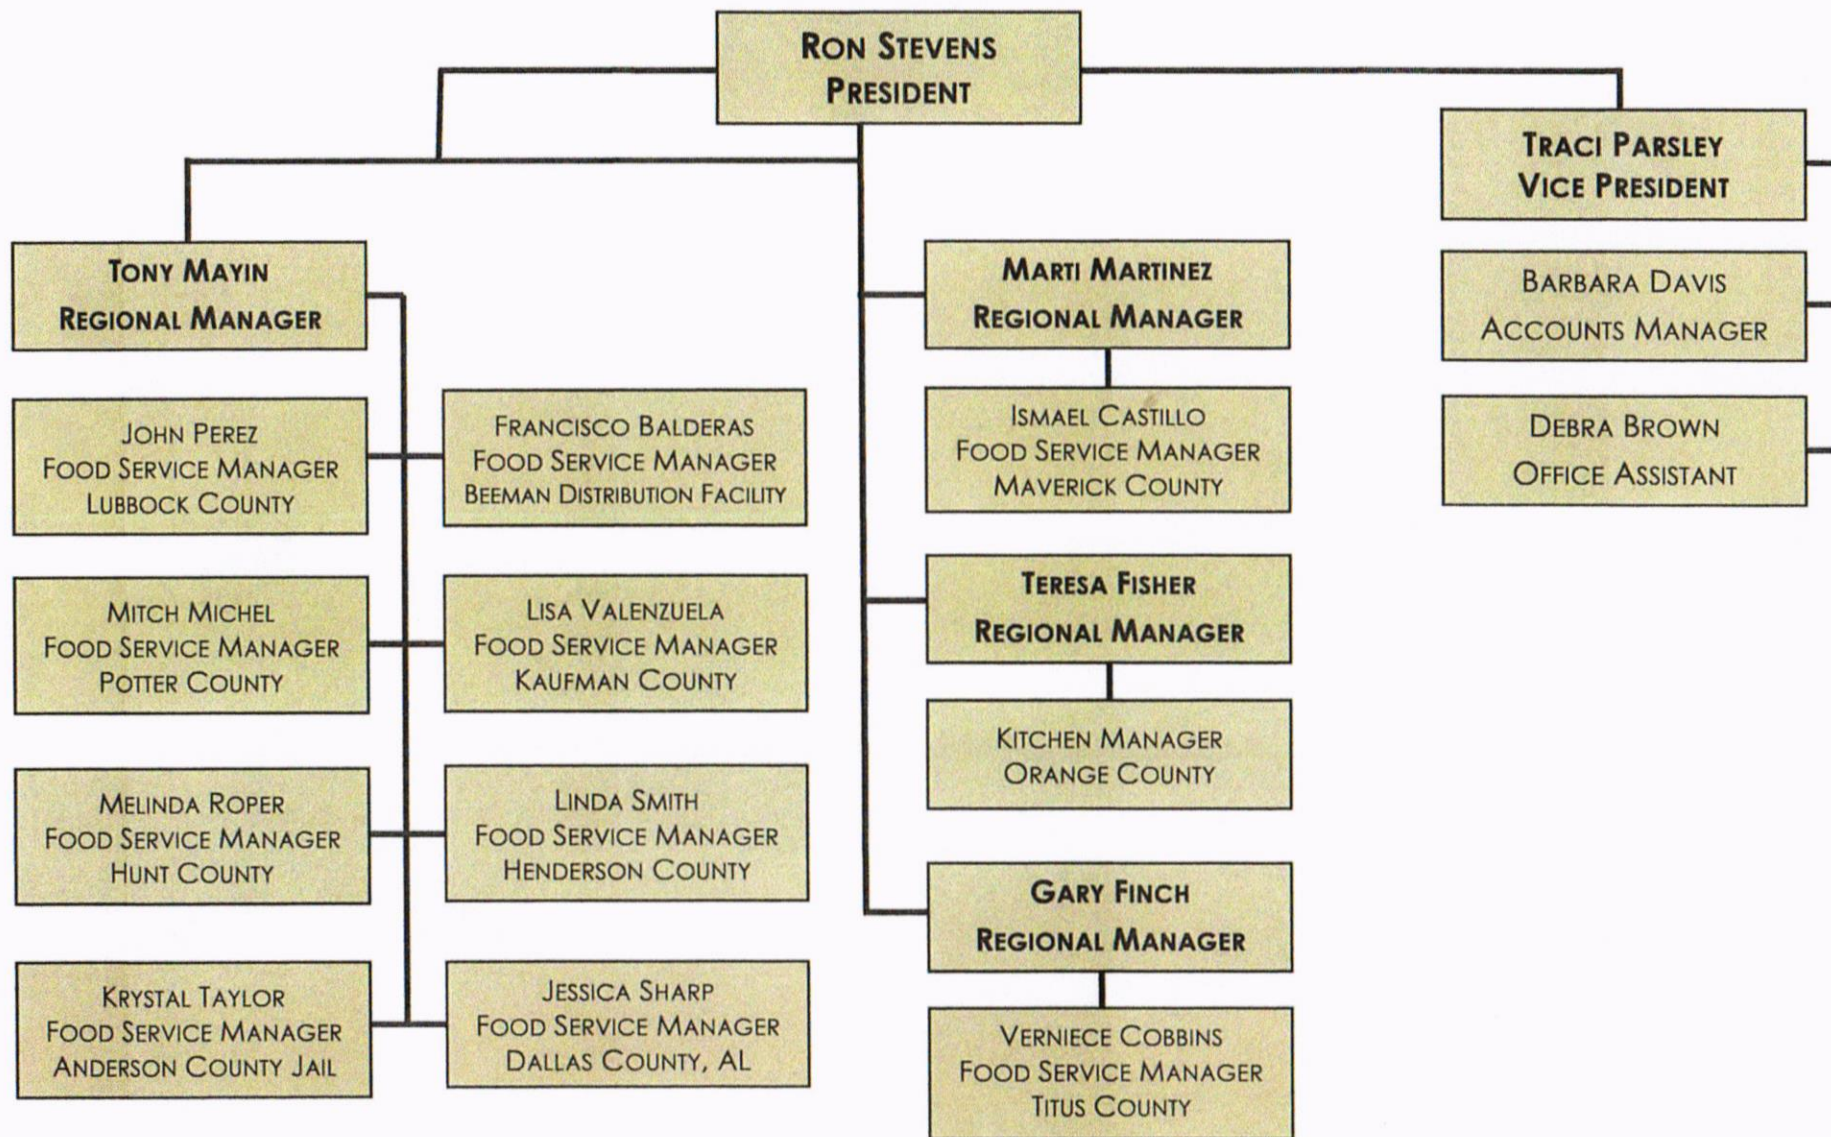 RON STEVENS
PRESIDENT
TRACI PARSLEY
VICE PRESIDENT
TONY MAYIN
REGIONAL MANAGER
MARTI MARTINEZ
REGIONAL MANAGER
BARBARA DAVIS
ACCOUNTS MANAGER
JOHN PEREZ
FOOD SERVICE MANAGER
LUBBOCK COUNTY
FRANCISCO BALDERAS
FOOD SERVICE MANAGER
BEEMAN DISTRIBUTION FACILITY
ISMAEL CASTILLO
FOOD SERVICE MANAGER
MAVERICK COUNTY
DEBRA BROWN
OFFICE ASSISTANT
MITCH MICHEL
FOOD SERVICE MANAGER
POTTER COUNTY
LISA VALENZUELA
FOOD SERVICE MANAGER
KAUFMAN COUNTY
TERESA FISHER
REGIONAL MANAGER
KITCHEN MANAGER
ORANGE COUNTY
MELINDA ROPER
FOOD SERVICE MANAGER
HUNT COUNTY
LINDA SMITH
FOOD SERVICE MANAGER
HENDERSON COUNTY
GARY FINCH
REGIONAL MANAGER
KRYSTAL TAYLOR
FOOD SERVICE MANAGER
ANDERSON COUNTY JAIL
JESSICA SHARP
FOOD SERVICE MANAGER
DALLAS COUNTY, AL
VERNIECE COBBINS
FOOD SERVICE MANAGER
TITUS COUNTY